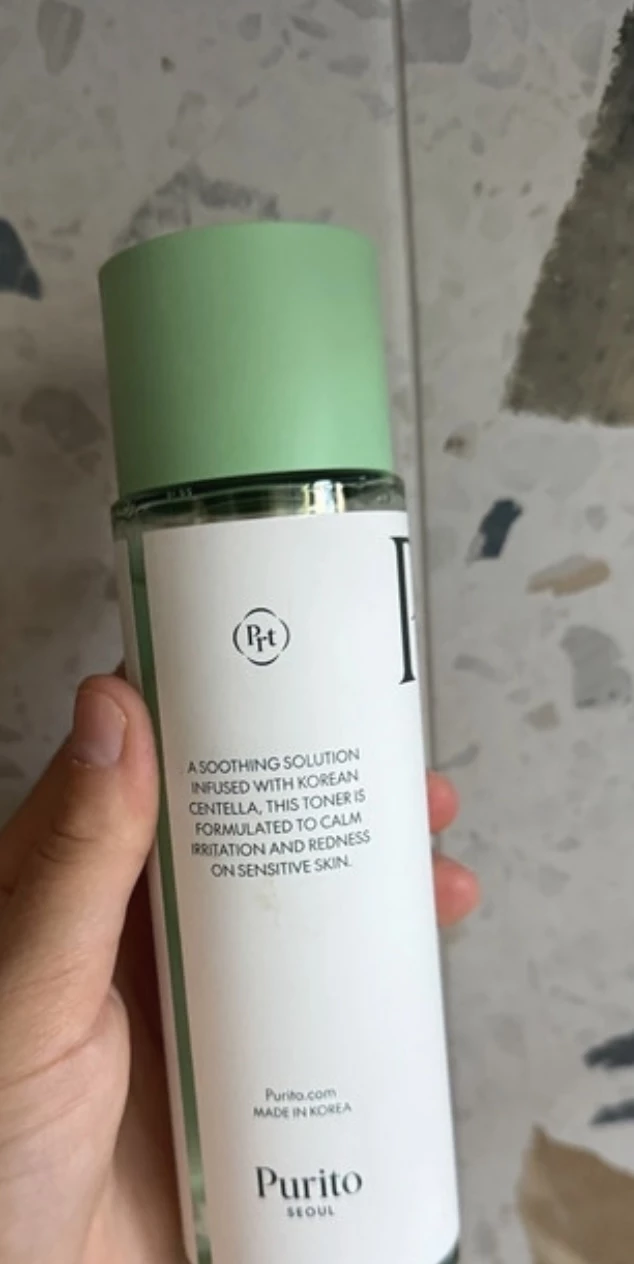 Prt
A SOOTHING SOLUTION
INFUSED WITH KOREAN
CENTELLA, THIS TONER IS
FORMULATED TO CALM
IRRITATION AND REDNESS
ON SENSITIVE SKIN.
Purito.com
MADE IN KOREA
Purito
SEOUL